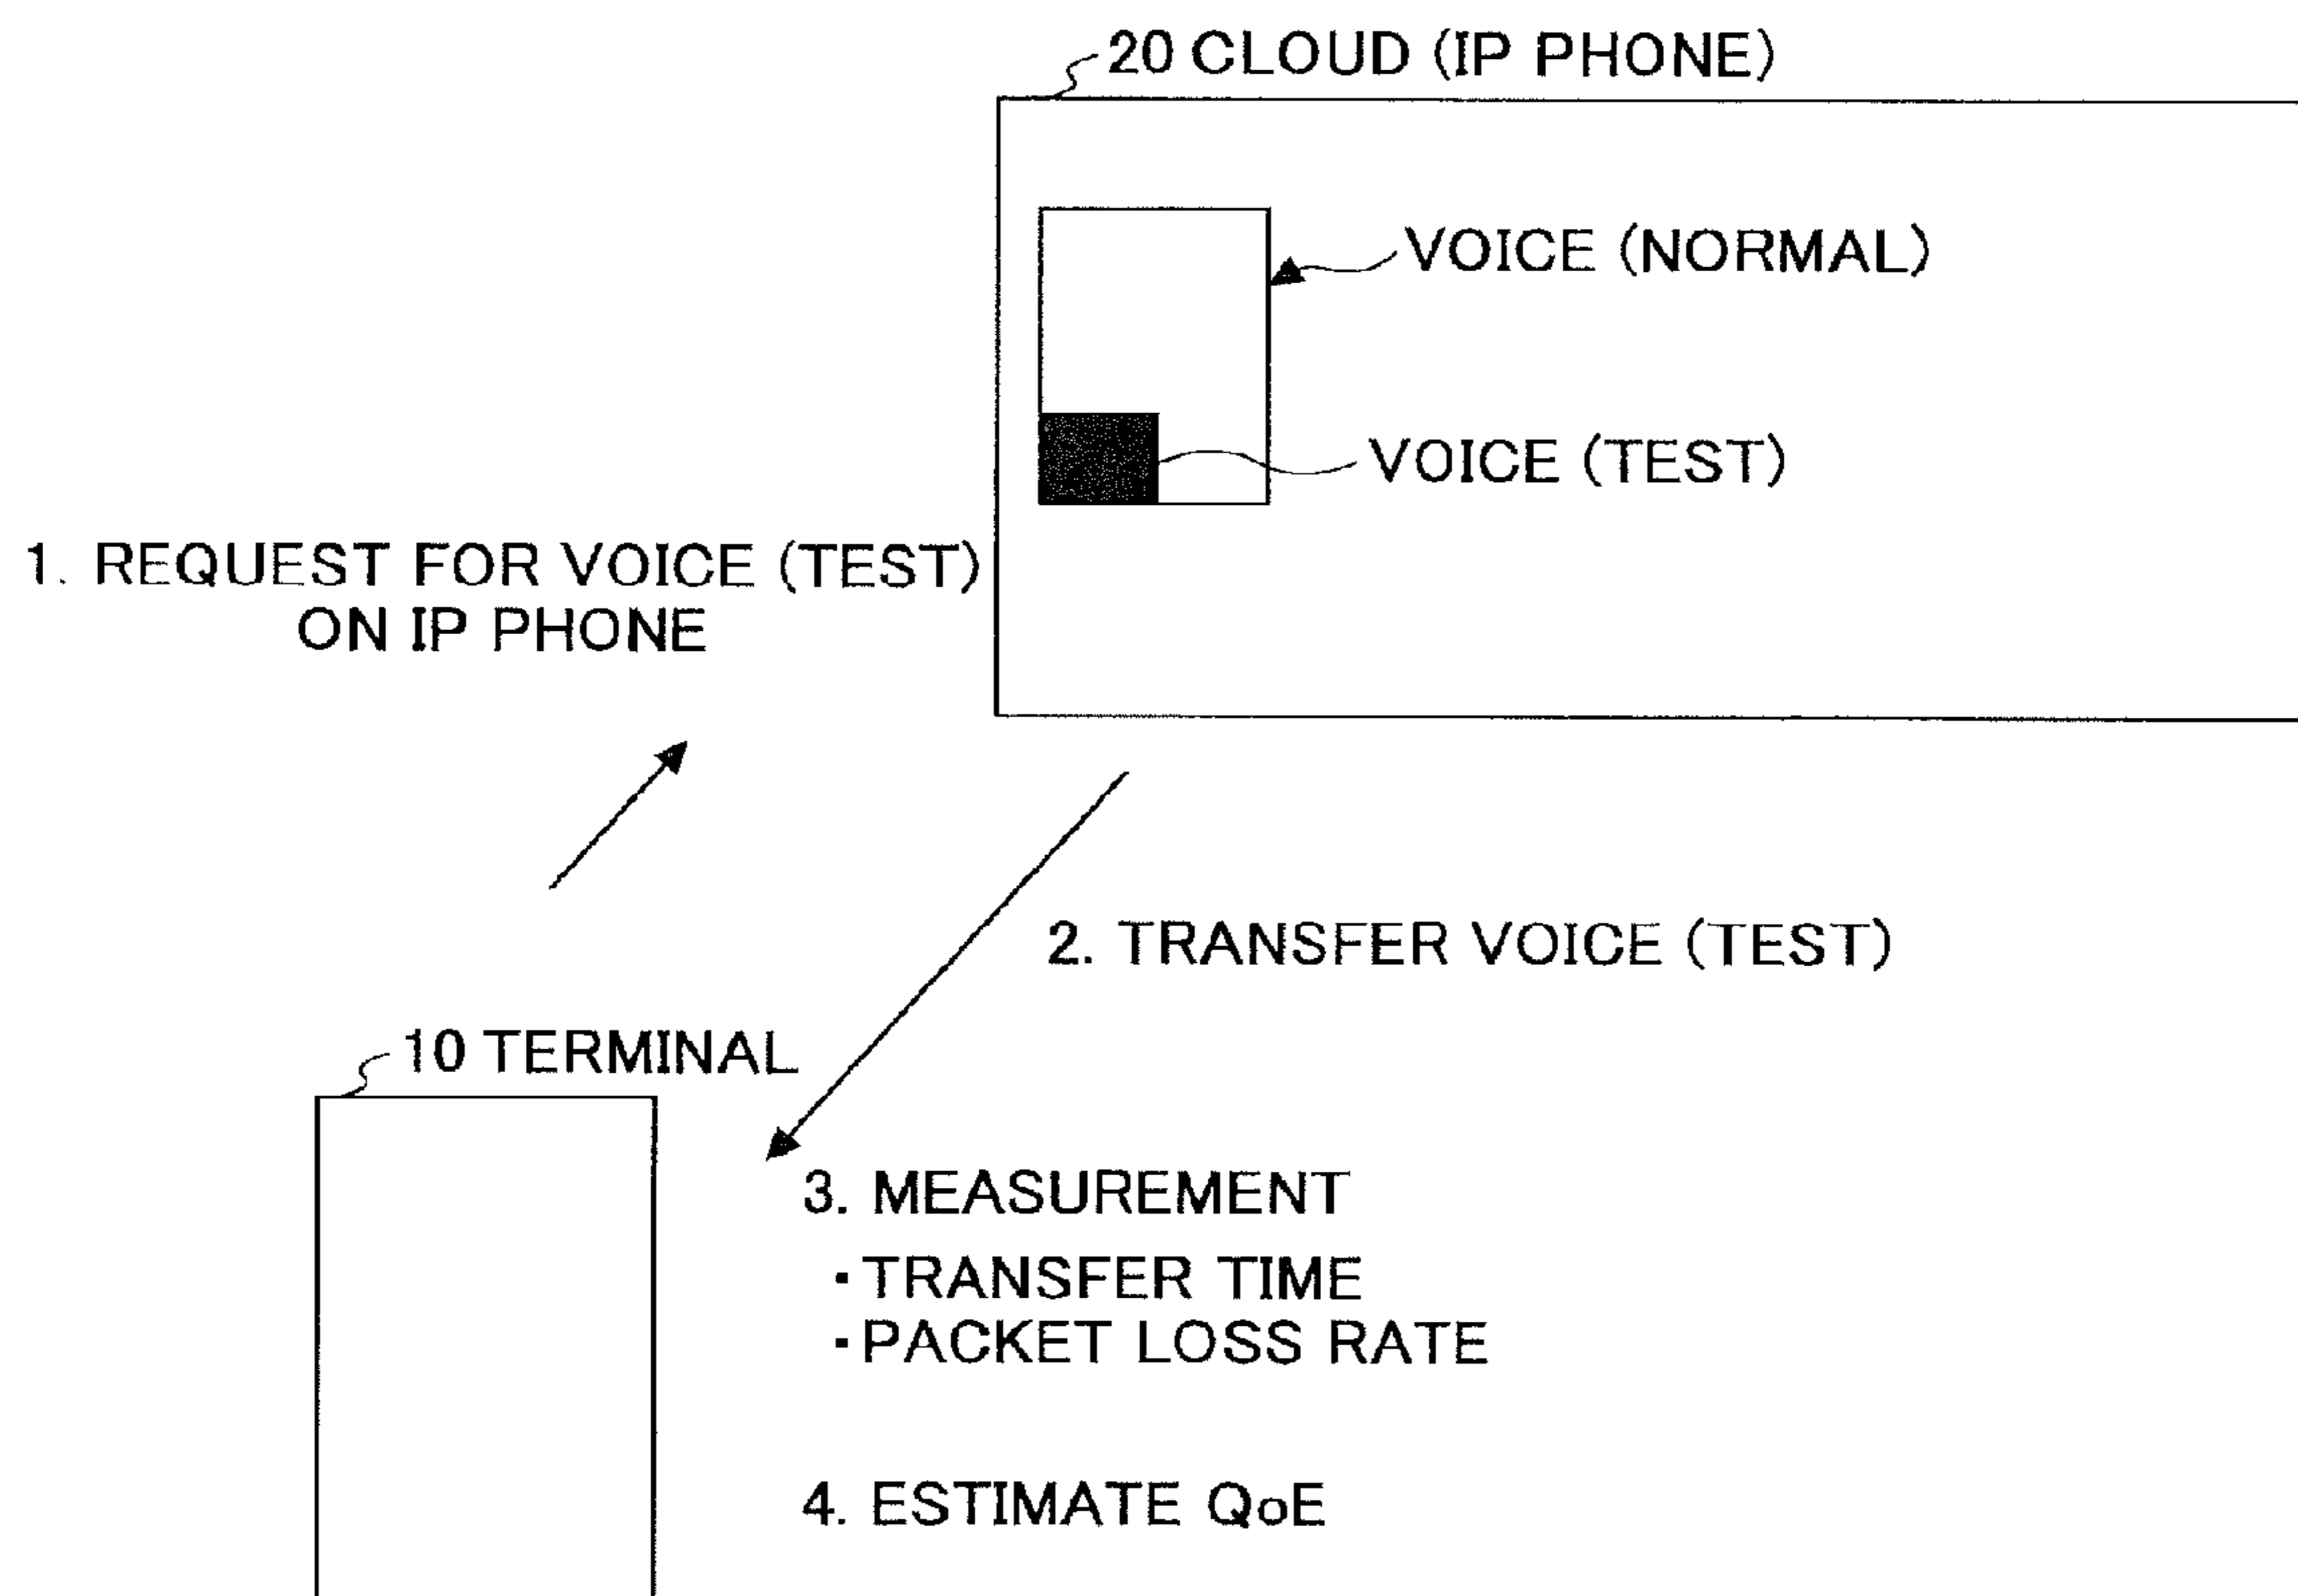 20 CLOUD (IP PHONE)
VOICE (NORMAL)
VOICE (TEST)
1. REQUEST FOR VOICE (TEST)
ON IP PHONE
2. TRANSFER VOICE (TEST)
10 TERMINAL
3. MEASUREMENT
・TRANSFER TIME
・PACKET LOSS RATE
4. ESTIMATE QoE